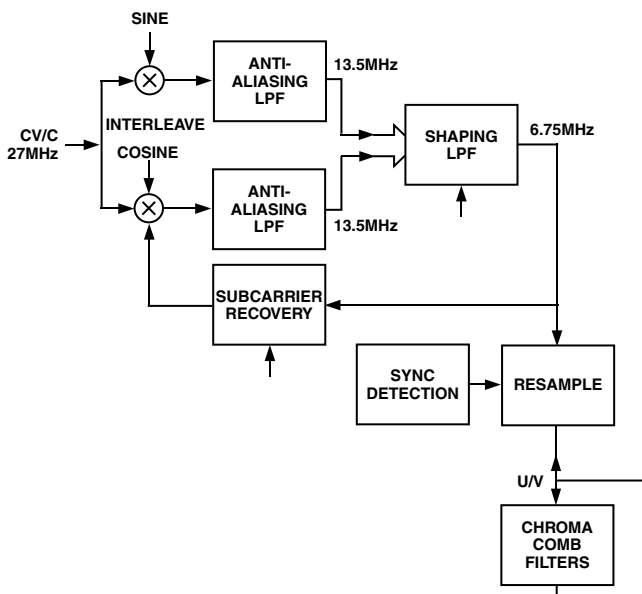 SINE
ANTI-
ALIASING
LPF
13.5MHz
CV/C
27MHz
INTERLEAVE
COSINE
SHAPING
LPF
6.75MHz
ANTI-
ALIASING
LPF
13.5MHz
SUBCARRIER
RECOVERY
SYNC
DETECTION
RESAMPLE
U/V
CHROMA
COMB
FILTERS